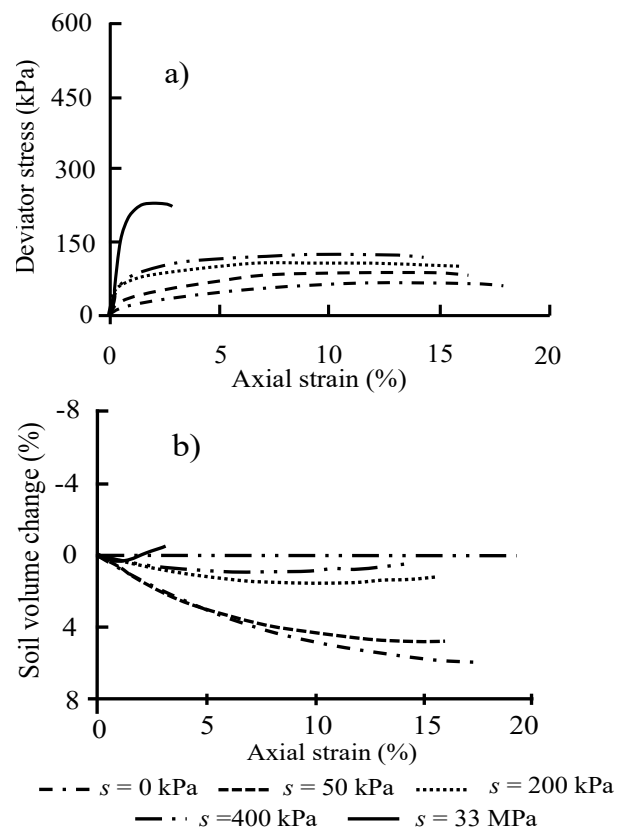 600
a)
450
300
150
0
Deviator stress (kPa)
0 5 10 15 20
Axial strain (%)
-8
b)
-4
0
4
8
Soil volume change (%)
0 5 10 15 20
Axial strain (%)
s = 0 kPa s = 50 kPa s = 200 kPa
s =400 kPa s = 33 MPa